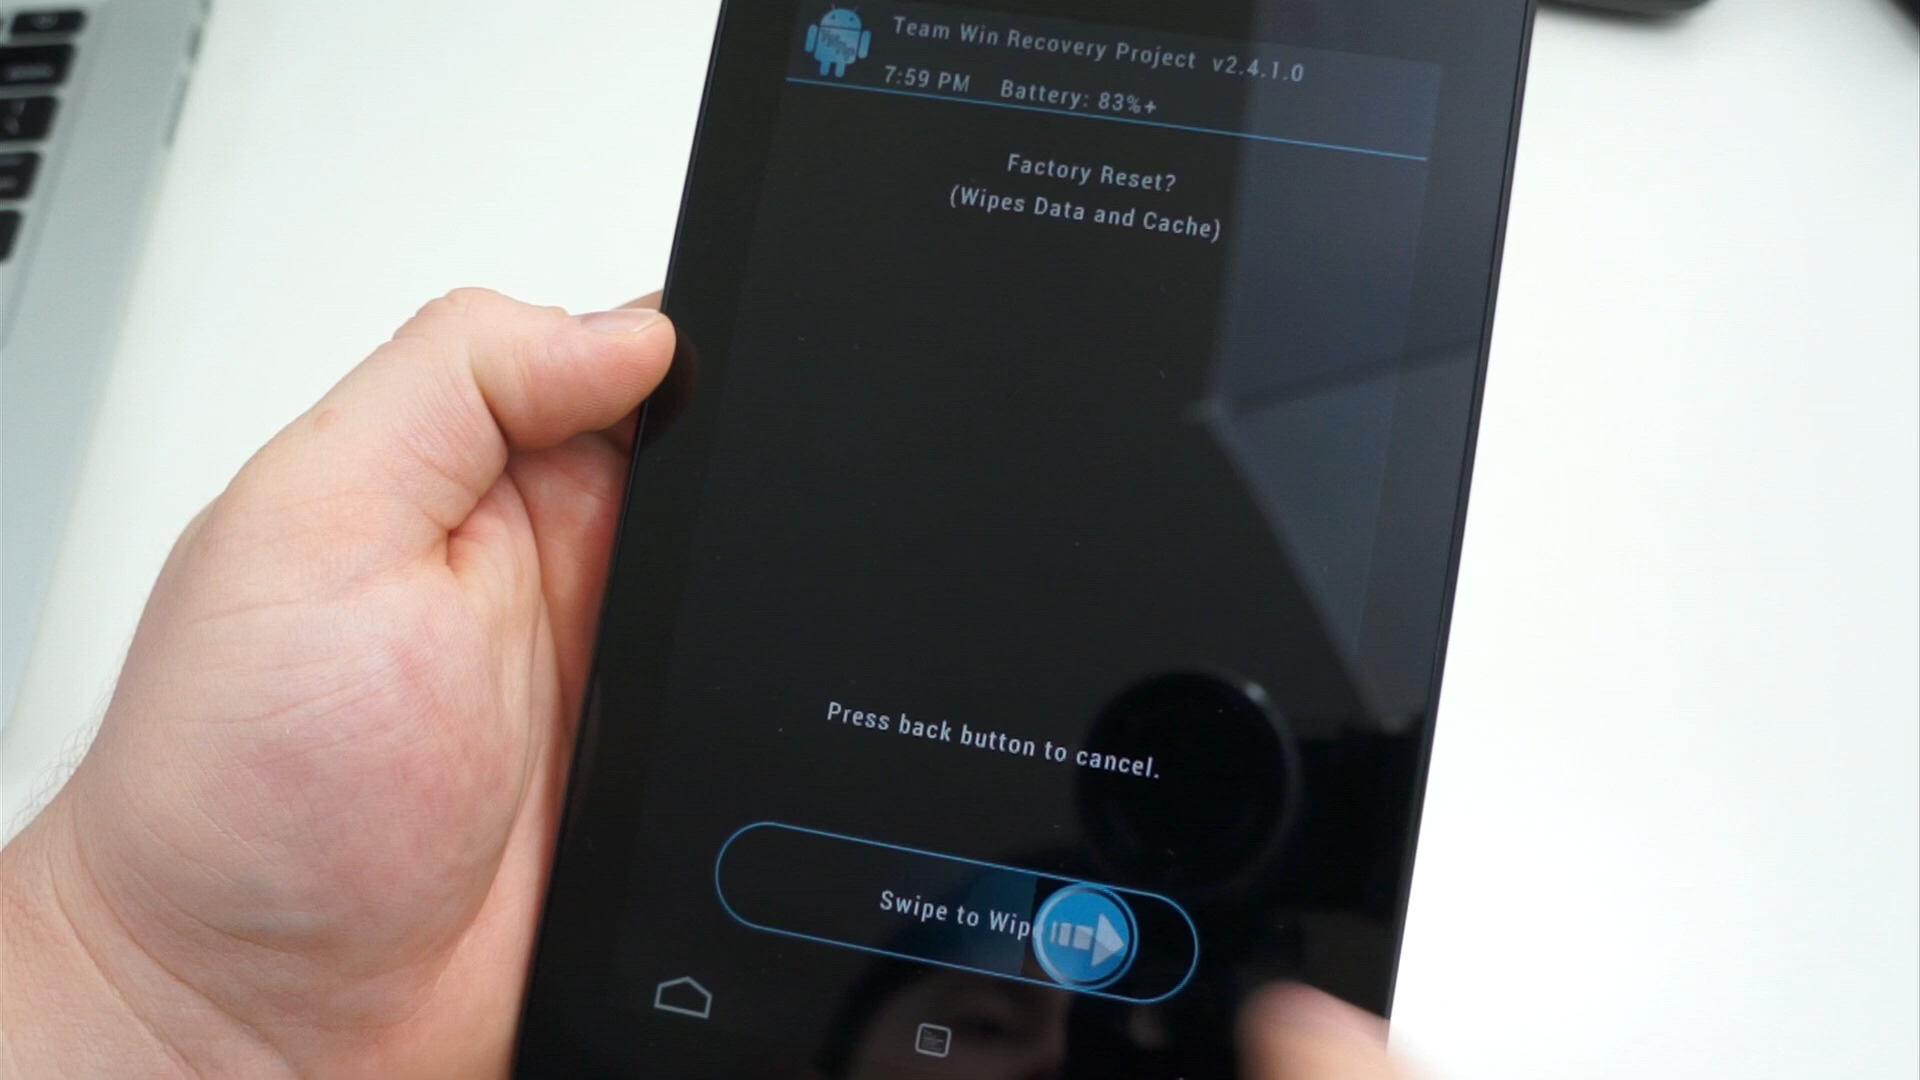 Team Win Recovery Project v2.4.1.0
7:59 PM Battery: 83%+
Factory Reset?
(Wipes Data and Cache)
Press back button to cancel.
Swipe to Wipe